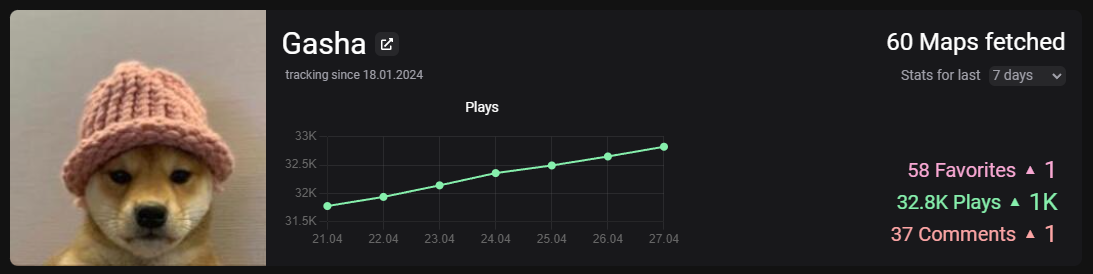 Gasha
60 Maps fetched
tracking since 18.01.2024
Stats for last 7 days
Plays
33K
32.5K
32K
31.5K
21.04 22.04 23.04 24.04 25.04 26.04 27.04
58 Favorites ▲ 1
32.8K Plays ▲ 1K
37 Comments ▲ 1